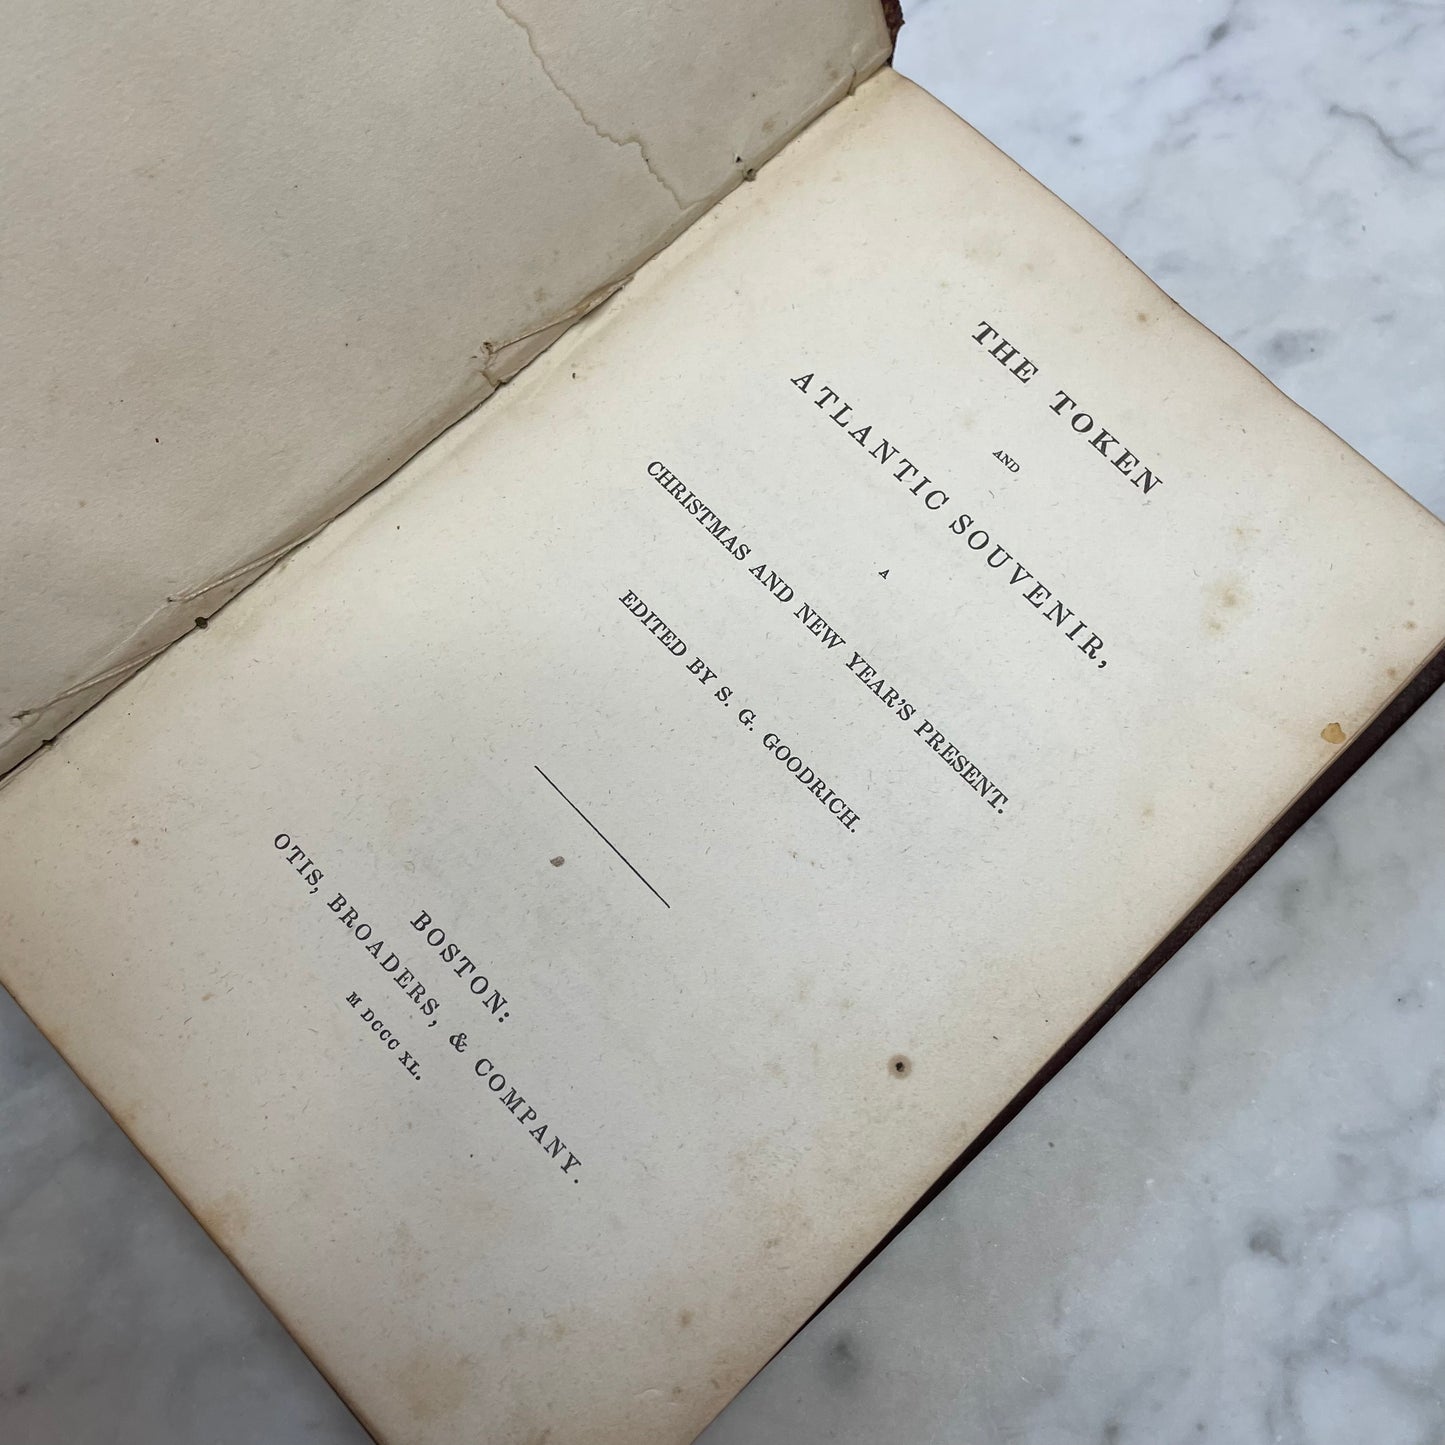 THE TOKEN
AND
ATLANTIC SOUVENIR,
A
CHRISTMAS AND NEW YEAR'S PRESENT.
EDITED BY S. G. GOODRICH.
BOSTON:
OTIS, BROADERS, & COMPANY.
M DCCC XL.